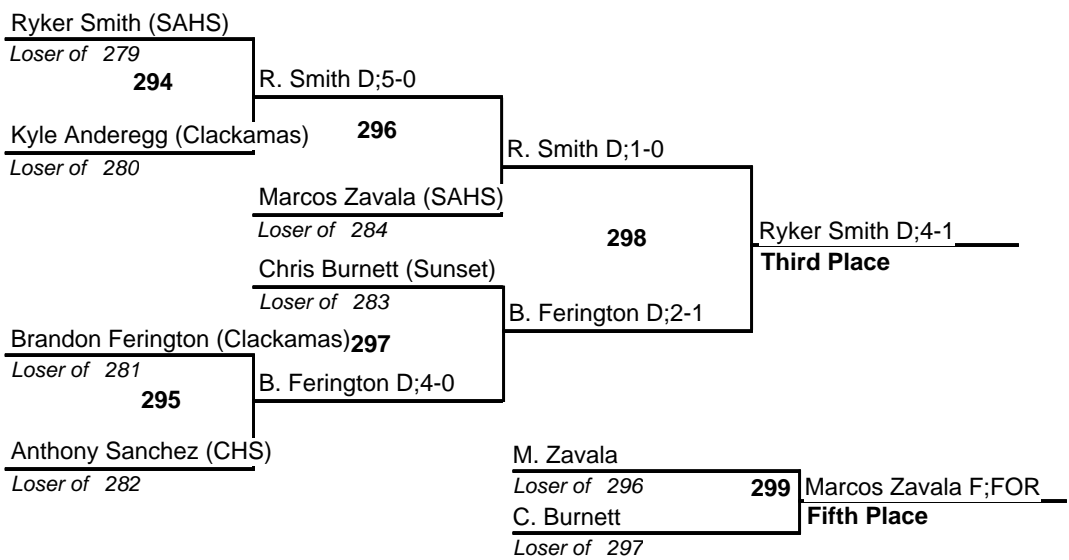 Ryker Smith (SAHS)
Loser of 279
294
R. Smith D;5-0
Kyle Anderegg (Clackamas)
296
Loser of 280
R. Smith D;1-0
Marcos Zavala (SAHS)
Loser of 284
298
Ryker Smith D;4-1
Third Place
Chris Burnett (Sunset)
Loser of 283
B. Ferington D;2-1
Brandon Ferington (Clackamas)
297
Loser of 281
B. Ferington D;4-0
295
Anthony Sanchez (CHS)
Loser of 282
M. Zavala
Loser of 296
299
Marcos Zavala F;FOR
Fifth Place
C. Burnett
Loser of 297